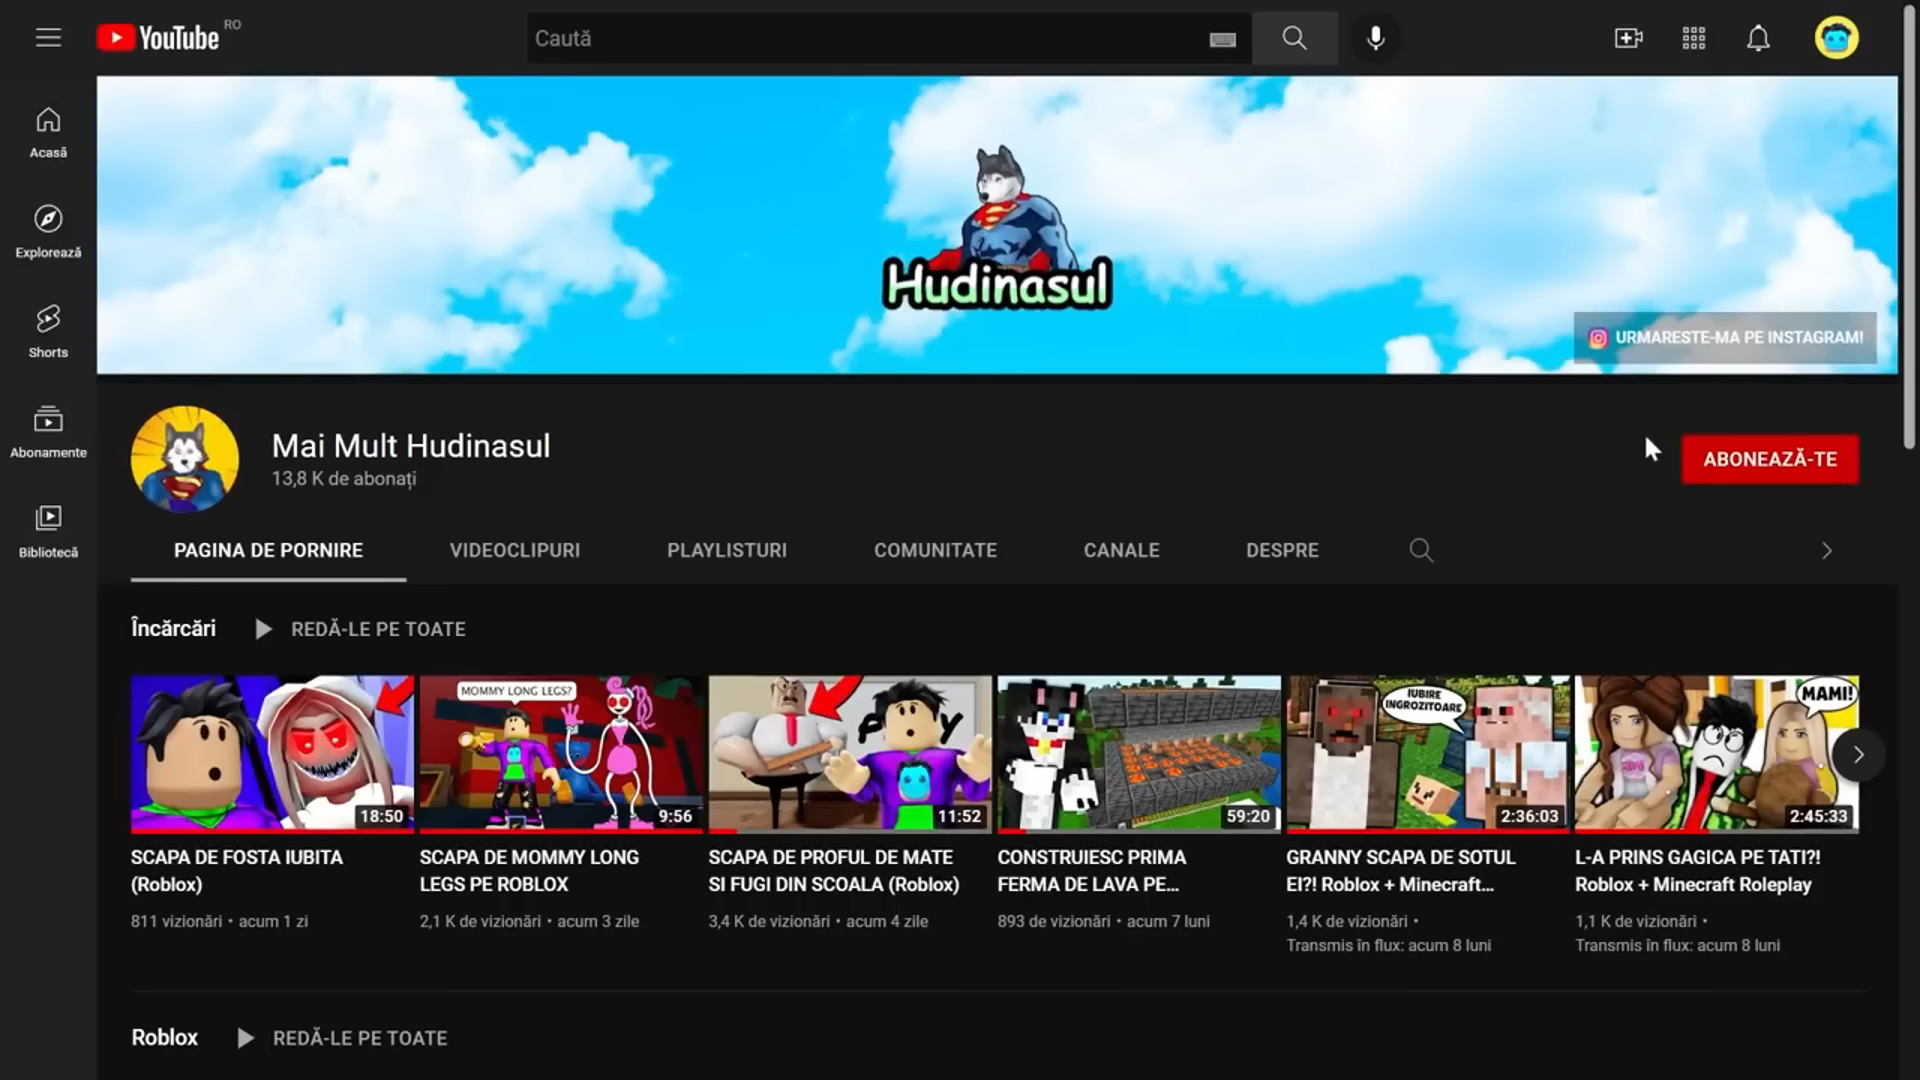 YouTube RO
Caută
Acasă
Explorează
Shorts
Abonamente
Bibliotecă
Hudinasul
URMARESTE-MA PE INSTAGRAM!
Mai Mult Hudinasul
13,8 K de abonați
ABONEAZĂ-TE
PAGINA DE PORNIRE
VIDEOCLIPURI
PLAYLISTURI
COMUNITATE
CANALE
DESPRE
Încărcări
REDĂ-LE PE TOATE
18:50
SCAPA DE FOSTA IUBITA
(Roblox)
811 vizionări • acum 1 zi
MOMMY LONG LEGS?
9:56
SCAPA DE MOMMY LONG
LEGS PE ROBLOX
2,1 K de vizionări • acum 3 zile
11:52
SCAPA DE PROFUL DE MATE
SI FUGI DIN SCOALA (Roblox)
3,4 K de vizionări • acum 4 zile
59:20
CONSTRUIESC PRIMA
FERMA DE LAVA PE...
893 de vizionări • acum 7 luni
IUBIRE
INGROZITOARE
2:36:03
GRANNY SCAPA DE SOTUL
EI?! Roblox + Minecraft...
1,4 K de vizionări •
Transmis în flux: acum 8 luni
MAMI!
2:45:33
L-A PRINS GAGICA PE TATI?!
Roblox + Minecraft Roleplay
1,1 K de vizionări •
Transmis în flux: acum 8 luni
Roblox
REDĂ-LE PE TOATE